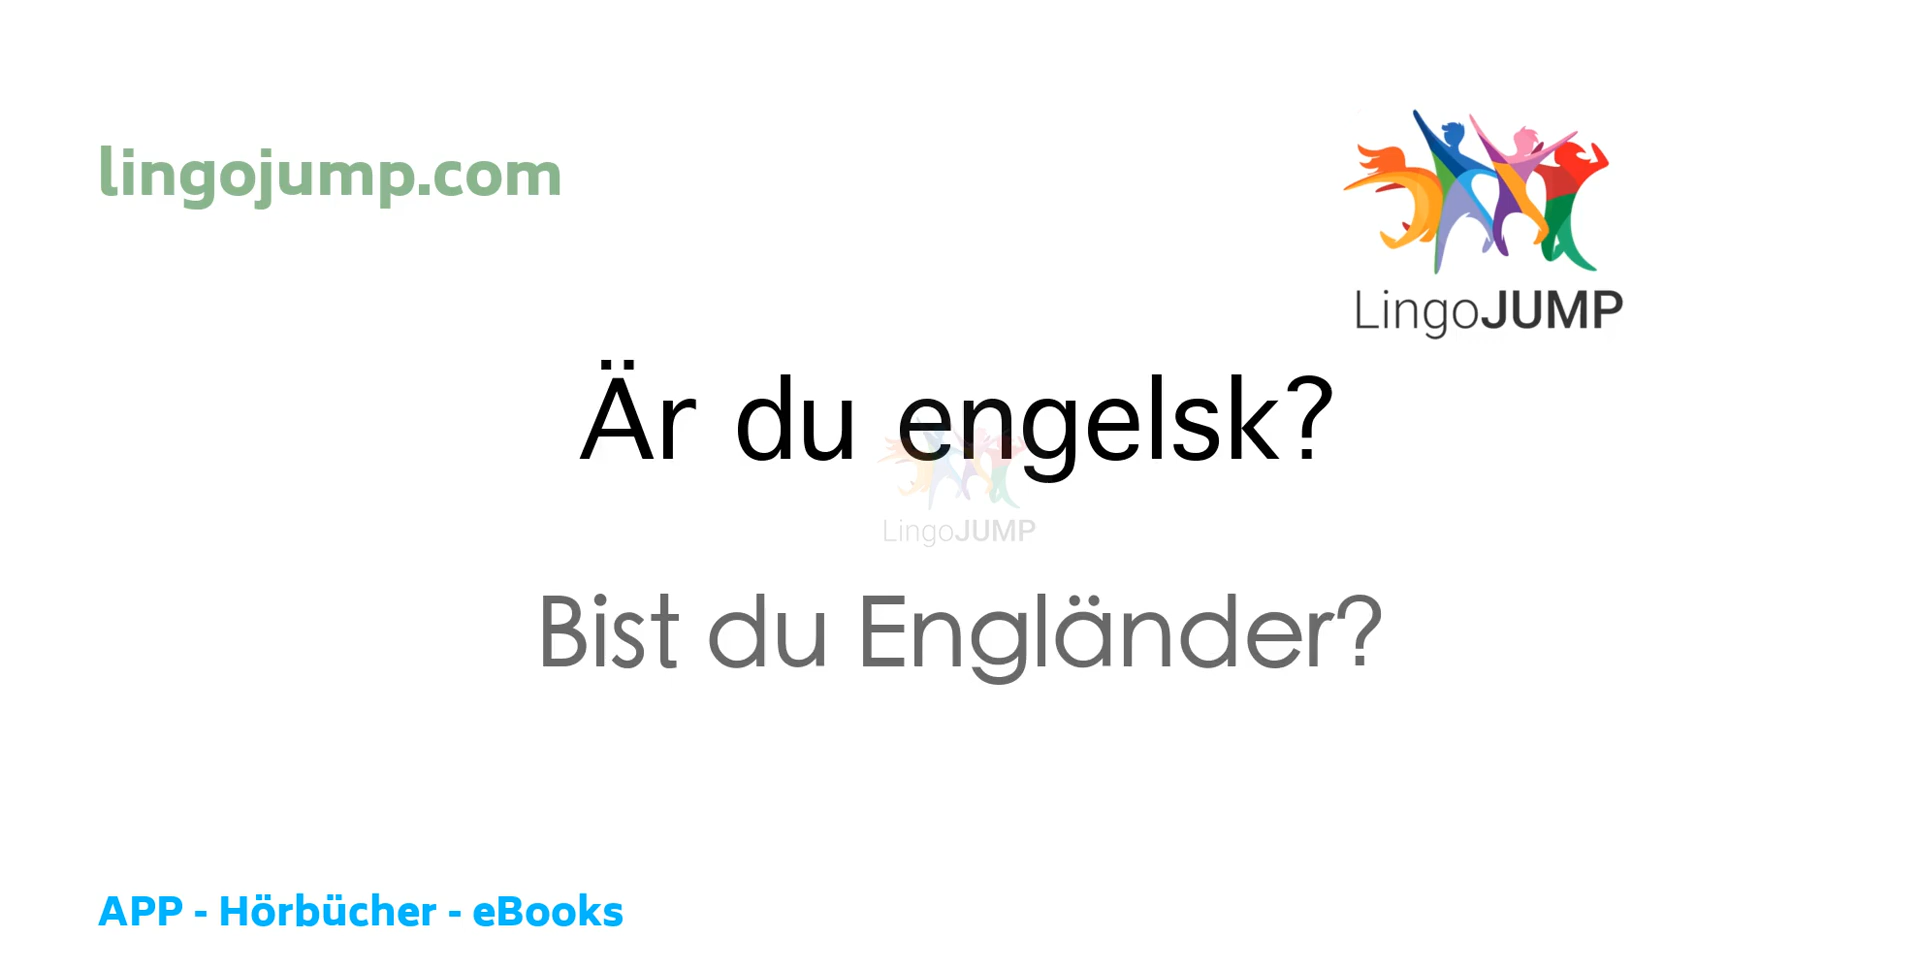 lingojump.com
LingoJUMP
Är du engelsk?
LingoJUMP
Bist du Engländer?
APP - Hörbücher - eBooks